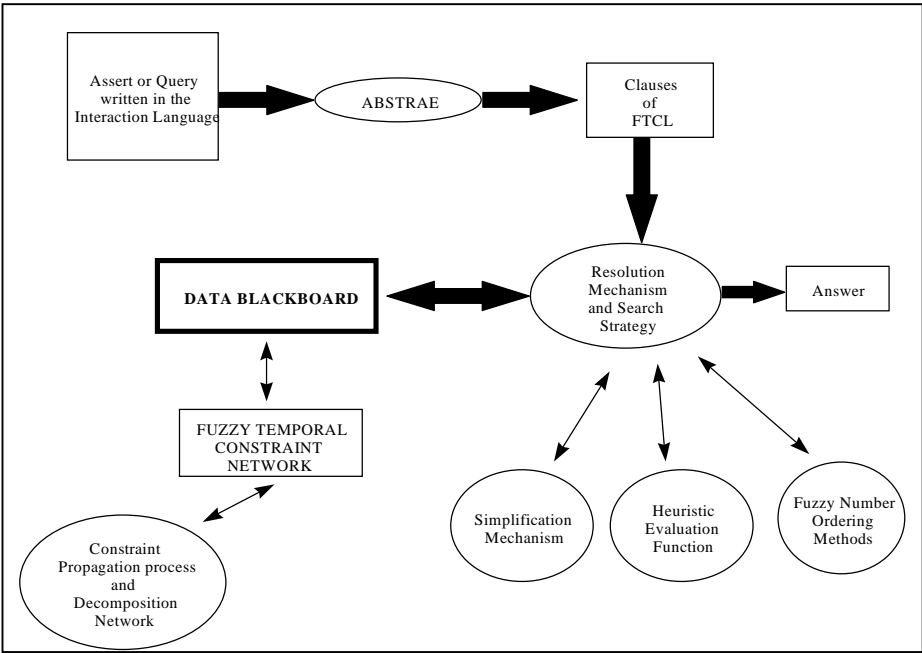 Assert or Query
written in the
Interaction Language
ABSTRAE
Clauses
of
FTCL
DATA BLACKBOARD
Resolution
Mechanism
and Search
Strategy
Answer
FUZZY TEMPORAL
CONSTRAINT
NETWORK
Simplification
Mechanism
Heuristic
Evaluation
Function
Fuzzy Number
Ordering
Methods
Constraint
Propagation process
and
Decomposition
Network